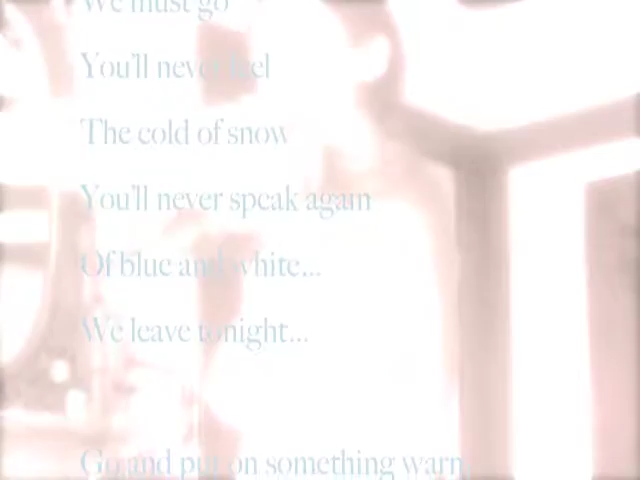 We must go
You'll never feel
The cold of snow
You'll never speak again
Of blue and white...
We leave tonight...
Go and put on something warm